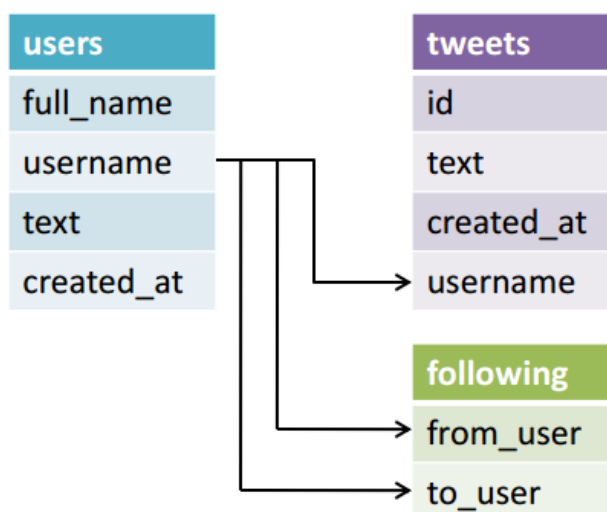 users
full_name
username
text
created_at
tweets
id
text
created_at
username
following
from_user
to_user